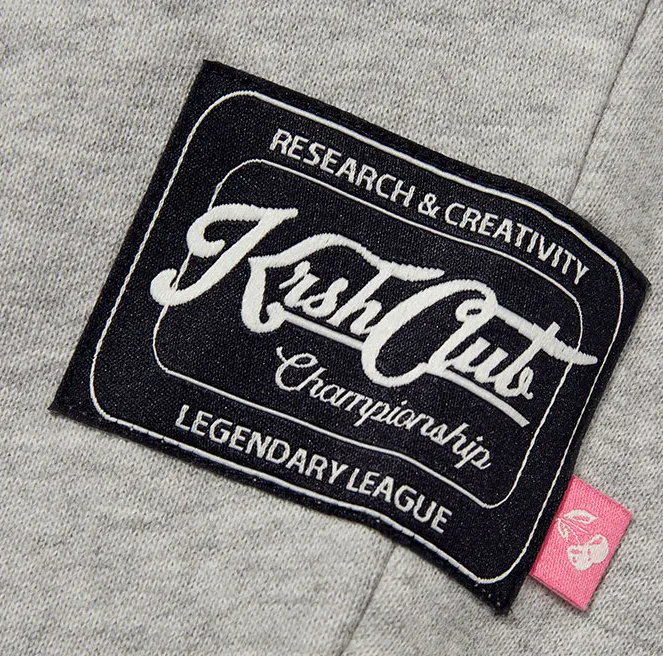 RESEARCH & CREATIVITY
Krsh Club
Championship
LEGENDARY LEAGUE